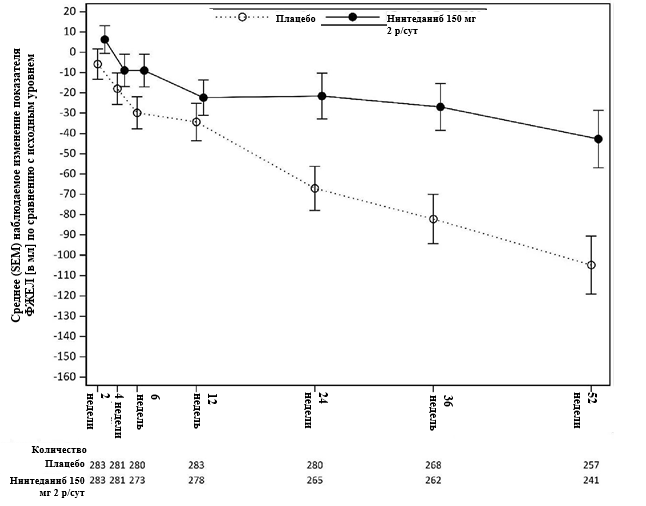 Плацебо
Нинтеданиб 150 мг
2 р/сут
Среднее (SEM) наблюдаемое изменение показателя
ФЖЕЛ [в мл] по сравнению с исходным уровнем
20
10
0
-10
-20
-30
-40
-50
-60
-70
-80
-90
-100
-110
-120
-130
-140
-150
-160
2
недели
4 недели
6
недель
12
недель
24
недели
36
недель
52
недели
Количество
Плацебо 283 281 280 283 280 268 257
Нинтеданиб 150 283 281 273 278 265 262 241
мг 2 р/сут